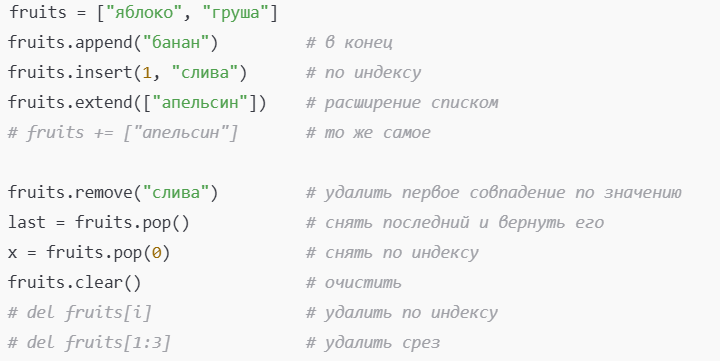 fruits = ["яблоко", "груша"]
fruits.append("банан")         # в конец
fruits.insert(1, "слива")      # по индексу
fruits.extend(["апельсин"])    # расширение списком
# fruits += ["апельсин"]       # то же самое

fruits.remove("слива")         # удалить первое совпадение по значению
last = fruits.pop()            # снять последний и вернуть его
x = fruits.pop(0)              # снять по индексу
fruits.clear()                 # очистить
# del fruits[i]                # удалить по индексу
# del fruits[1:3]              # удалить срез